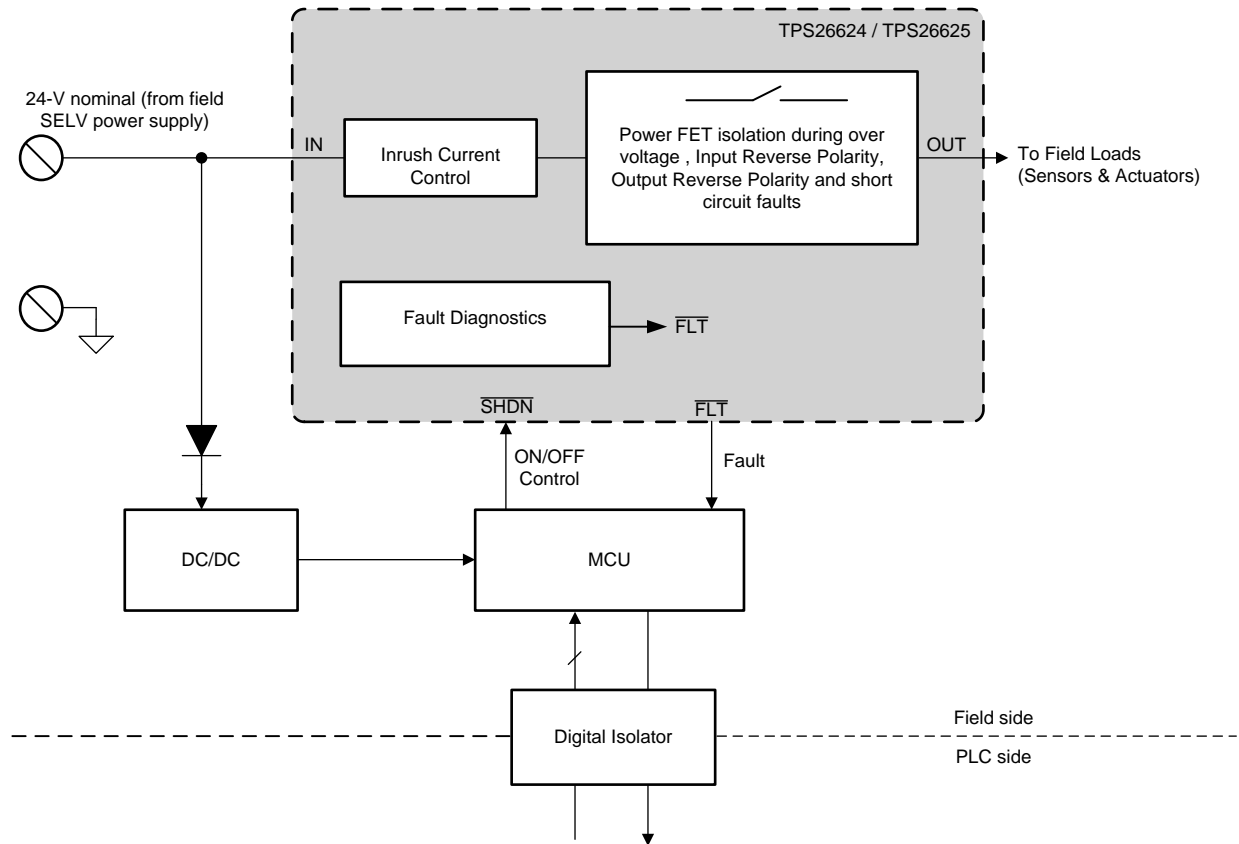 TPS26624 / TPS26625
24-V nominal (from field
SELV power supply)
IN
Inrush Current
Control
Power FET isolation during over
voltage , Input Reverse Polarity,
Output Reverse Polarity and short
circuit faults
OUT
To Field Loads
(Sensors & Actuators)
Fault Diagnostics
FLT
SHDN
FLT
ON/OFF
Control
Fault
DC/DC
MCU
Digital Isolator
Field side
PLC side